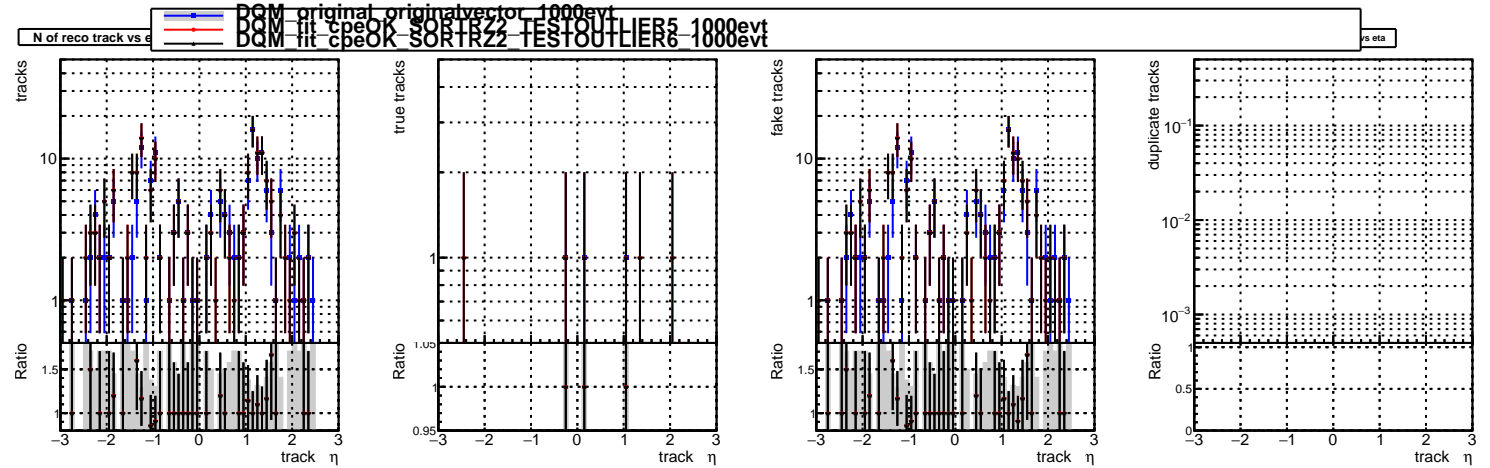 DQM_original_originalvector_1000evt
DQM_fit_cpeOK_SORTRZ2_TESTOUTLIER5_1000evt
DQM_fit_cpeOK_SORTRZ2_TESTOUTLIER6_1000evt
N of reco track vs e
vs eta
tracks
10
1
Ratio
1.5
1
−3 −2 −1 0 1 2 3
track η
true tracks
1
Ratio
1.05
1
0.95
−3 −2 −1 0 1 2 3
track η
fake tracks
10
1
Ratio
1.5
1
−3 −2 −1 0 1 2 3
track η
duplicate tracks
10−1
10−2
10−3
Ratio
1
0.5
0
−3 −2 −1 0 1 2 3
track η